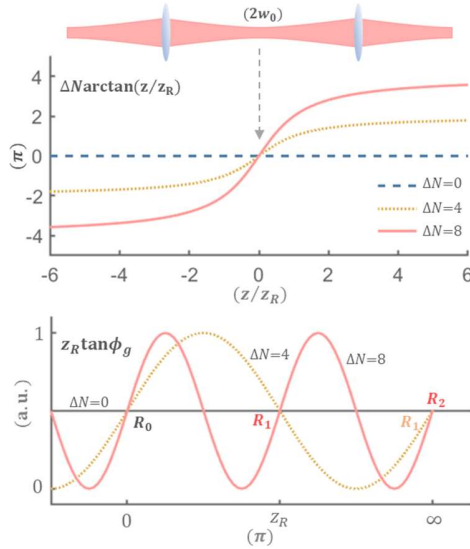 (2w₀)
ΔNarctan(z/z_R)
4
2
0
-2
-4
(π)
ΔN=0
ΔN=4
ΔN=8
-6 -4 -2 0 2 4 6
(z/z_R)
z_R tanϕ_g
1
0
(a.u.)
ΔN=0
ΔN=4
ΔN=8
R₀
R₁
R₁
R₂
0 z_R ∞
(π)